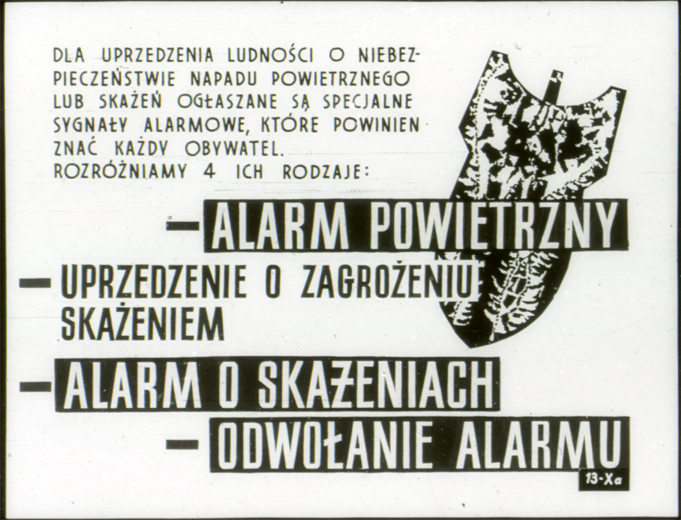 DLA UPRZEDZENIA LUDNOŚCI O NIEBEZ-
PIECZEŃSTWIE NAPADU POWIETRZNEGO
LUB SKAŻEŃ OGŁASZANE SĄ SPECJALNE
SYGNAŁY ALARMOWE, KTÓRE POWINIEN
ZNAĆ KAŻDY OBYWATEL.
ROZRÓŻNIAMY 4 ICH RODZAJE:
– ALARM POWIETRZNY
– UPRZEDZENIE O ZAGROŻENIU
SKAŻENIEM
– ALARM O SKAŻENIACH
– ODWOŁANIE ALARMU
13-Xa